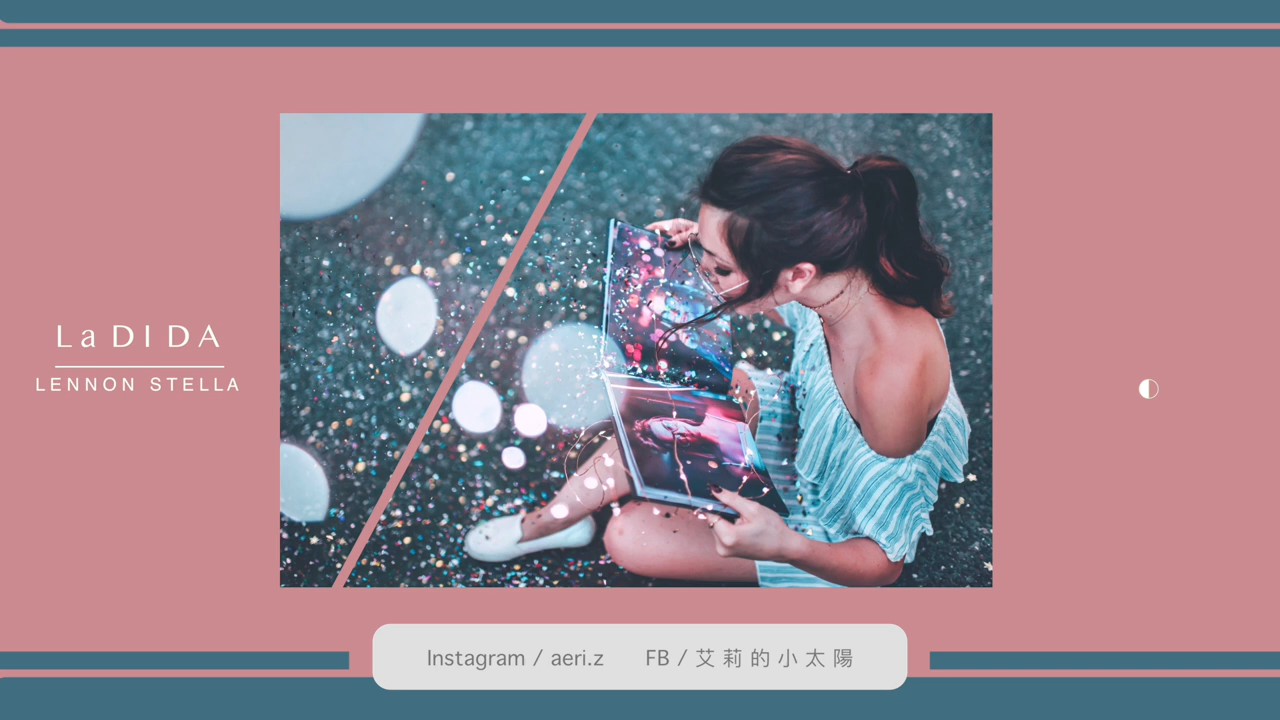 La DI DA
LENNON STELLA
Instagram / aeri.z FB / 艾莉的小太陽